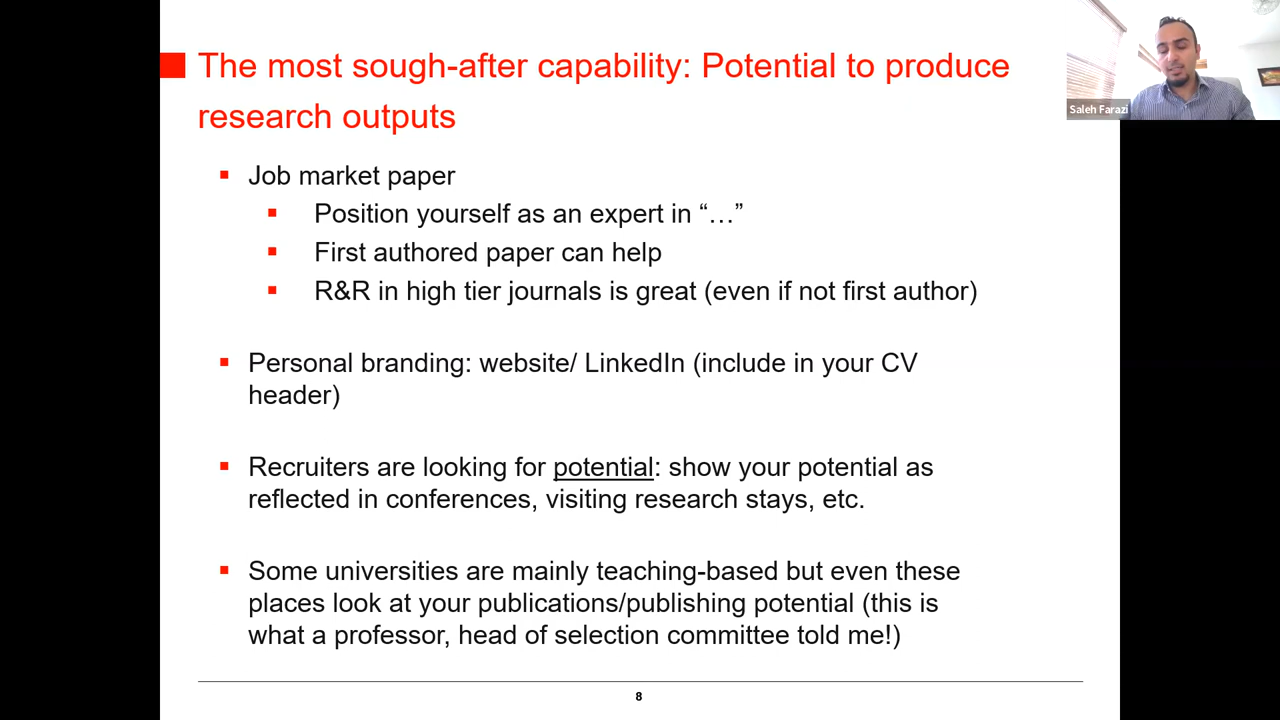 The most sough-after capability: Potential to produce
research outputs
Saleh Farazi
Job market paper
Position yourself as an expert in “…”
First authored paper can help
R&R in high tier journals is great (even if not first author)
Personal branding: website/ LinkedIn (include in your CV
header)
Recruiters are looking for potential: show your potential as
reflected in conferences, visiting research stays, etc.
Some universities are mainly teaching-based but even these
places look at your publications/publishing potential (this is
what a professor, head of selection committee told me!)
8